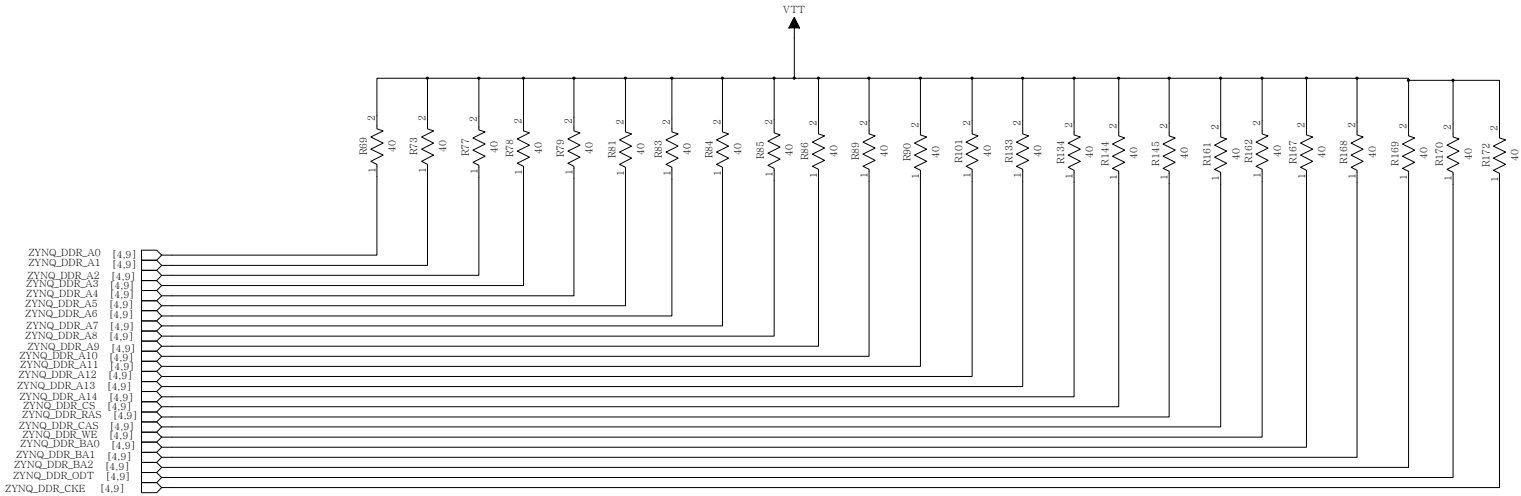 VTT
2 2 2 2 2 2 2 2 2 2 2 2 2 2 2 2 2 2 2 2 2 2 2 2
R69 40 R73 40 R77 40 R78 40 R79 40 R81 40 R83 40 R84 40 R85 40 R86 40 R89 40 R90 40 R101 40 R133 40 R134 40 R144 40 R145 40 R161 40 R162 40 R167 40 R168 40 R169 40 R170 40 R172 40
1 1 1 1 1 1 1 1 1 1 1 1 1 1 1 1 1 1 1 1 1 1 1 1
ZYNQ_DDR_A0 [4,9]
ZYNQ_DDR_A1 [4,9]
ZYNQ_DDR_A2 [4,9]
ZYNQ_DDR_A3 [4,9]
ZYNQ_DDR_A4 [4,9]
ZYNQ_DDR_A5 [4,9]
ZYNQ_DDR_A6 [4,9]
ZYNQ_DDR_A7 [4,9]
ZYNQ_DDR_A8 [4,9]
ZYNQ_DDR_A9 [4,9]
ZYNQ_DDR_A10 [4,9]
ZYNQ_DDR_A11 [4,9]
ZYNQ_DDR_A12 [4,9]
ZYNQ_DDR_A13 [4,9]
ZYNQ_DDR_A14 [4,9]
ZYNQ_DDR_CS [4,9]
ZYNQ_DDR_RAS [4,9]
ZYNQ_DDR_CAS [4,9]
ZYNQ_DDR_WE [4,9]
ZYNQ_DDR_BA0 [4,9]
ZYNQ_DDR_BA1 [4,9]
ZYNQ_DDR_BA2 [4,9]
ZYNQ_DDR_ODT [4,9]
ZYNQ_DDR_CKE [4,9]